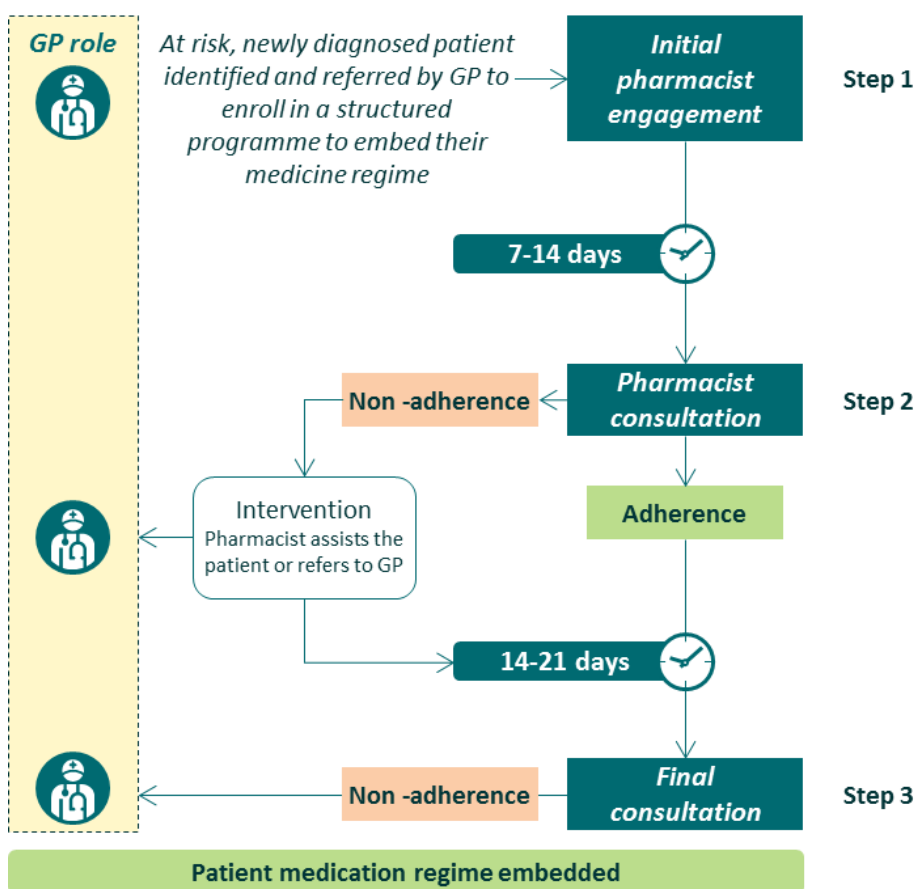 GP role
At risk, newly diagnosed patient
identified and referred by GP to
enroll in a structured
programme to embed their
medicine regime
Initial
pharmacist
engagement
Step 1
7-14 days
Pharmacist
consultation
Step 2
Non -adherence
Intervention
Pharmacist assists the
patient or refers to GP
Adherence
14-21 days
Final
consultation
Step 3
Non -adherence
Patient medication regime embedded